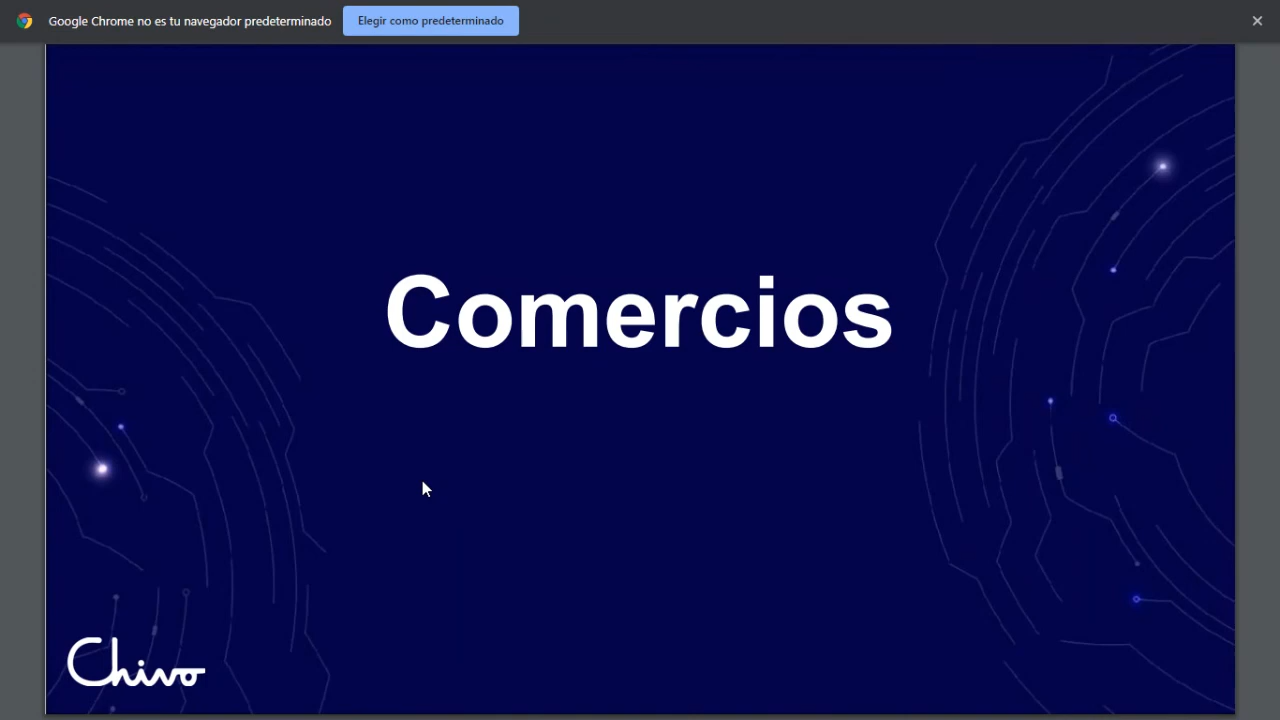 Google Chrome no es tu navegador predeterminado
Elegir como predeterminado
Comercios
Chivo